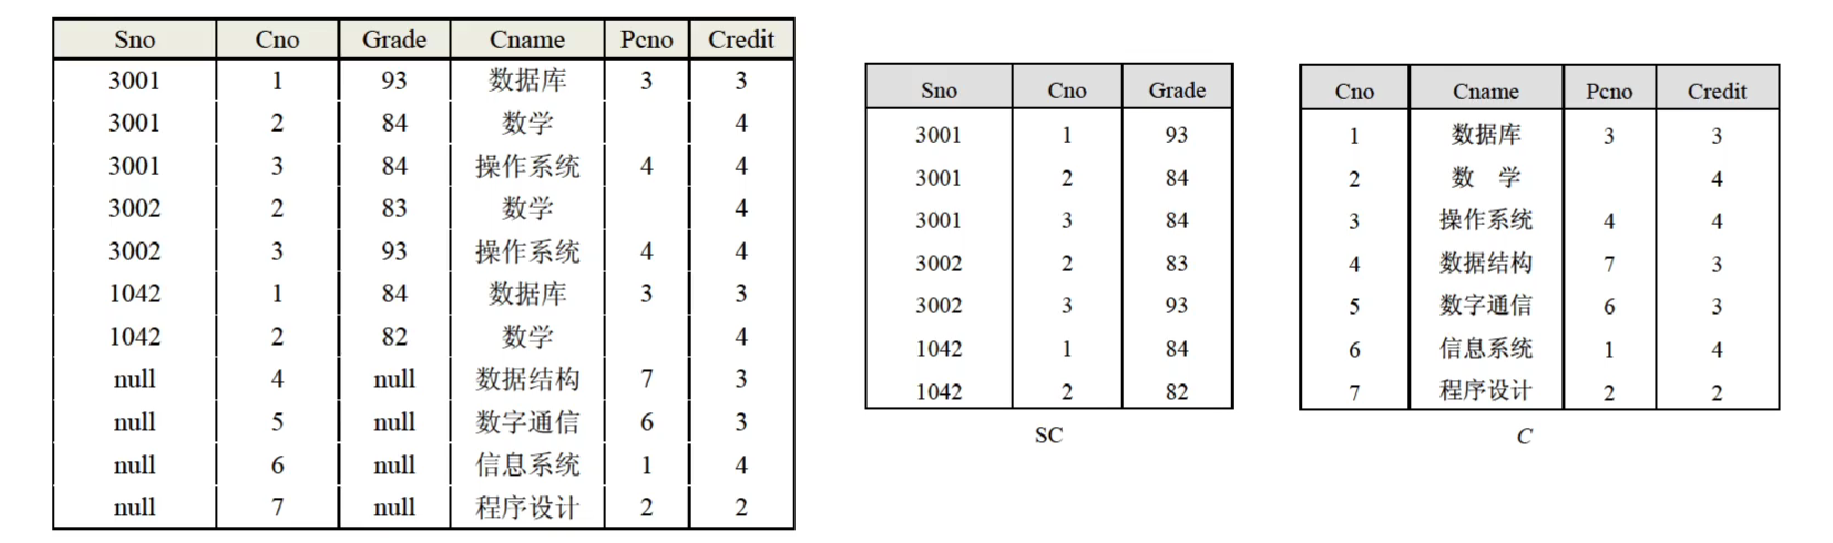 Sno Cno Grade Cname Pcno Credit
3001 1 93 数据库 3 3
3001 2 84 数学 4
3001 3 84 操作系统 4 4
3002 2 83 数学 4
3002 3 93 操作系统 4 4
1042 1 84 数据库 3 3
1042 2 82 数学 4
null 4 null 数据结构 7 3
null 5 null 数字通信 6 3
null 6 null 信息系统 1 4
null 7 null 程序设计 2 2
Sno Cno Grade
3001 1 93
3001 2 84
3001 3 84
3002 2 83
3002 3 93
1042 1 84
1042 2 82
SC
Cno Cname Pcno Credit
1 数据库 3 3
2 数 学 4
3 操作系统 4 4
4 数据结构 7 3
5 数字通信 6 3
6 信息系统 1 4
7 程序设计 2 2
C